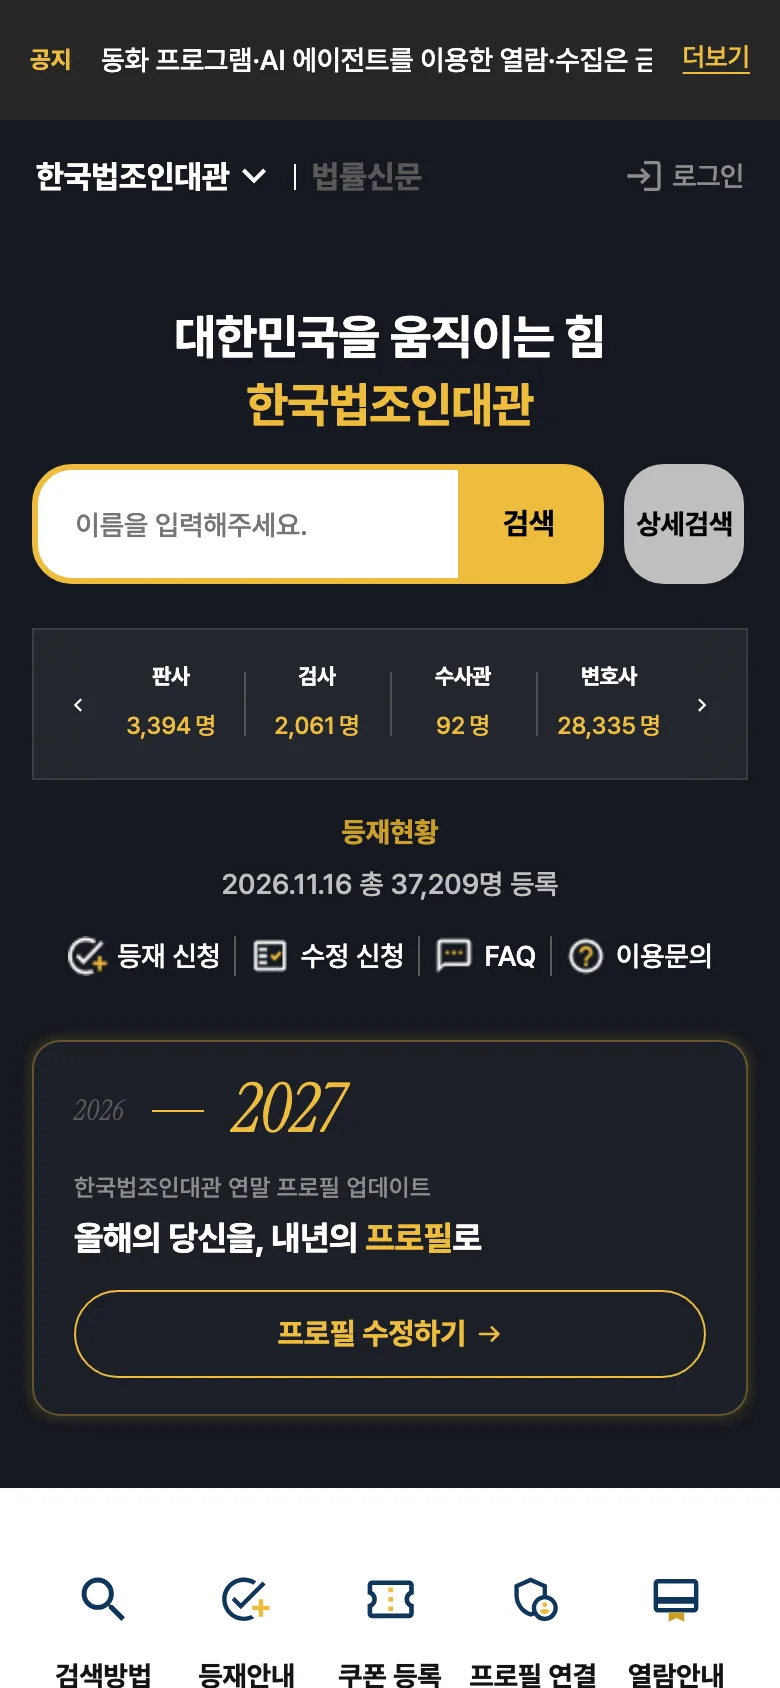 공지 동화 프로그램·AI 에이전트를 이용한 열람·수집은 금 더보기
한국법조인대관 | 법률신문 로그인
대한민국을 움직이는 힘
한국법조인대관
이름을 입력해주세요. 검색 상세검색
판사 검사 수사관 변호사
3,394 명 2,061 명 92 명 28,335 명
등재현황
2026.11.16 총 37,209명 등록
등재 신청 수정 신청 FAQ 이용문의
2026 — 2027
한국법조인대관 연말 프로필 업데이트
올해의 당신을, 내년의 프로필로
프로필 수정하기 →
검색방법 등재안내 쿠폰 등록 프로필 연결 열람안내